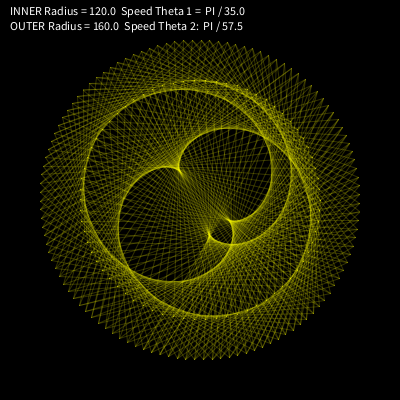 INNER Radius = 120.0  Speed Theta 1 =  PI / 35.0
OUTER Radius = 160.0  Speed Theta 2:  PI / 57.5